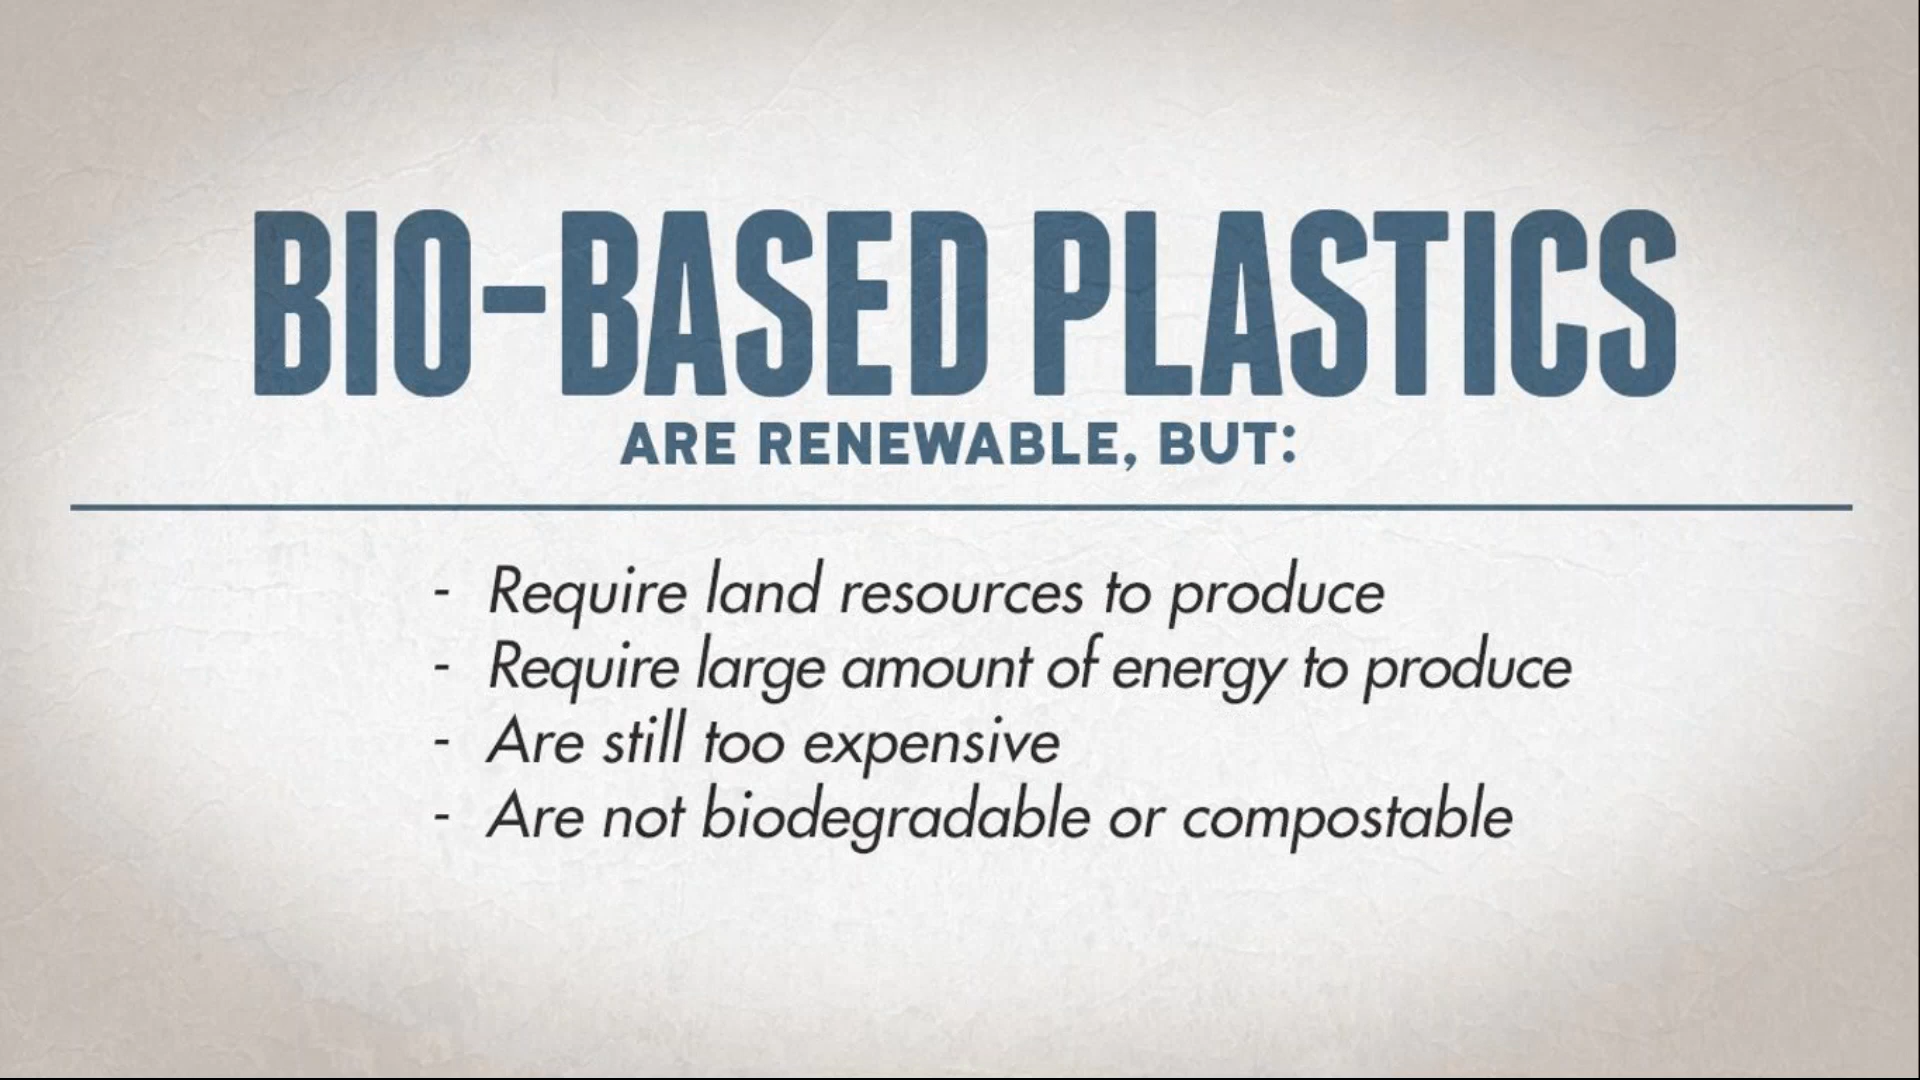 BIO-BASED PLASTICS
ARE RENEWABLE, BUT:
- Require land resources to produce
- Require large amount of energy to produce
- Are still too expensive
- Are not biodegradable or compostable